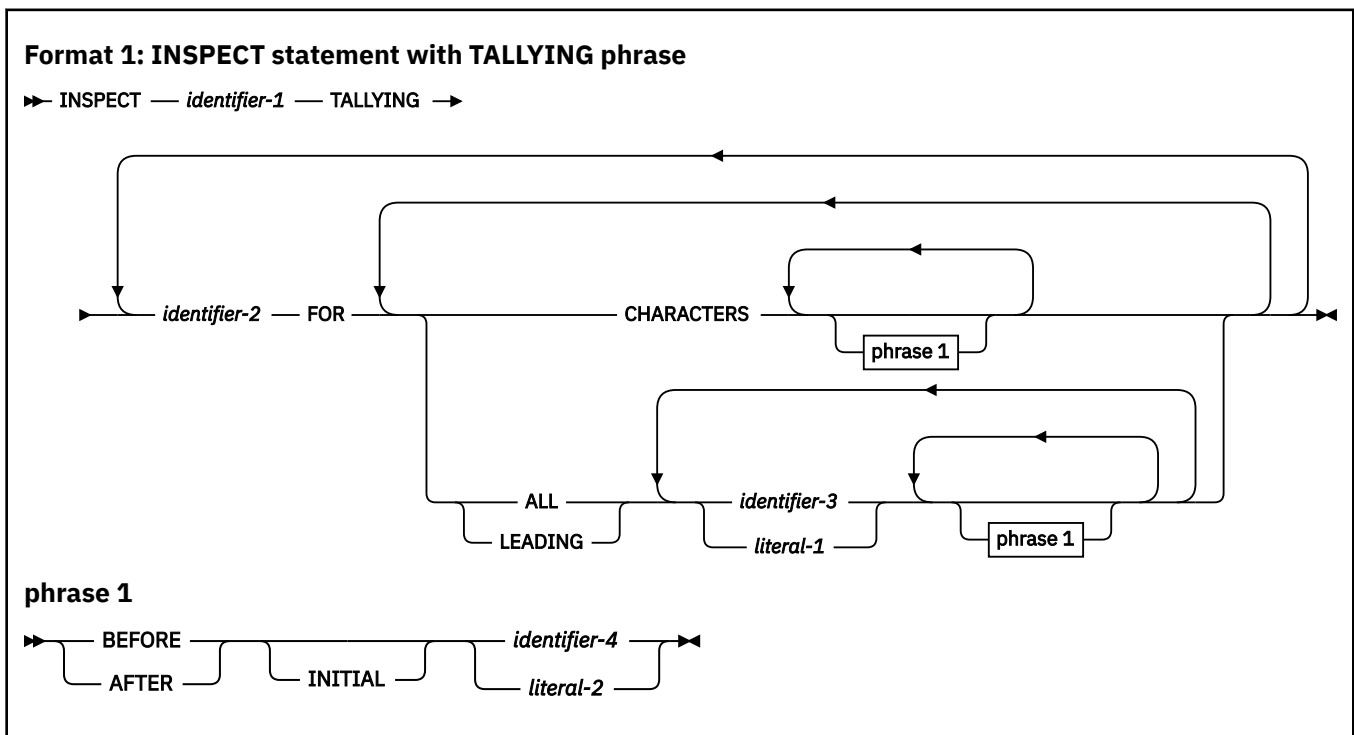 Format 1: INSPECT statement with TALLYING phrase
INSPECT identifier-1 TALLYING
identifier-2 FOR CHARACTERS
phrase 1
ALL identifier-3
LEADING literal-1 phrase 1
phrase 1
BEFORE identifier-4
AFTER INITIAL literal-2